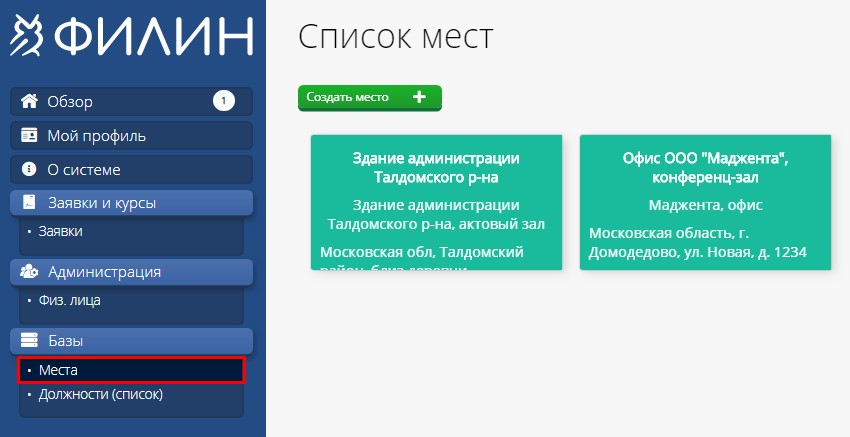 ФИЛИН
Обзор 1
Мой профиль
О системе
Заявки и курсы
• Заявки
Администрация
• Физ. лица
Базы
• Места
• Должности (список)
Список мест
Создать место +
Здание администрации
Талдомского р-на
Здание администрации
Талдомского р-на, актовый зал
Московская обл, Талдомский
район, близ деревни
Офис ООО "Маджента",
конференц-зал
Маджента, офис
Московская область, г.
Домодедово, ул. Новая, д. 1234